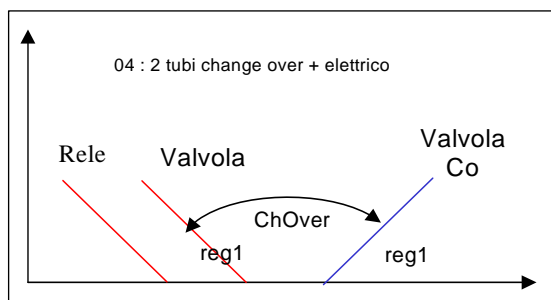 04 : 2 tubi change over + elettrico
Rele
Valvola
Valvola
Co
ChOver
reg1
reg1